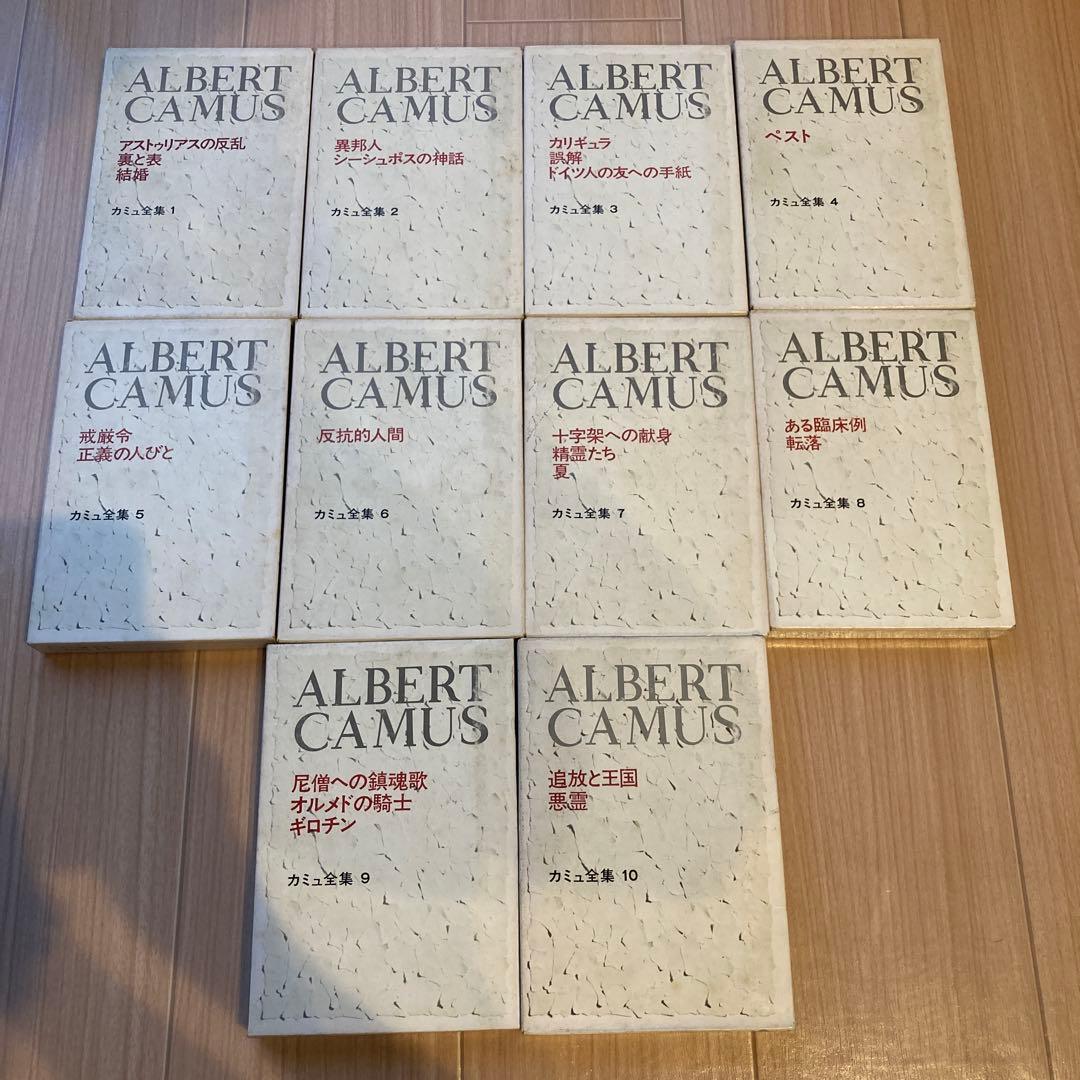 ALBERT
CAMUS
アストゥリアスの反乱
裏と表
結婚
カミュ全集 1
ALBERT
CAMUS
異邦人
シーシュポスの神話
カミュ全集 2
ALBERT
CAMUS
カリギュラ
誤解
ドイツ人の友への手紙
カミュ全集 3
ALBERT
CAMUS
ペスト
カミュ全集 4
ALBERT
CAMUS
戒厳令
正義の人びと
カミュ全集 5
ALBERT
CAMUS
反抗的人間
カミュ全集 6
ALBERT
CAMUS
十字架への献身
精霊たち
夏
カミュ全集 7
ALBERT
CAMUS
ある臨床例
転落
カミュ全集 8
ALBERT
CAMUS
尼僧への鎮魂歌
オルメドの騎士
ギロチン
カミュ全集 9
ALBERT
CAMUS
追放と王国
悪霊
カミュ全集 10